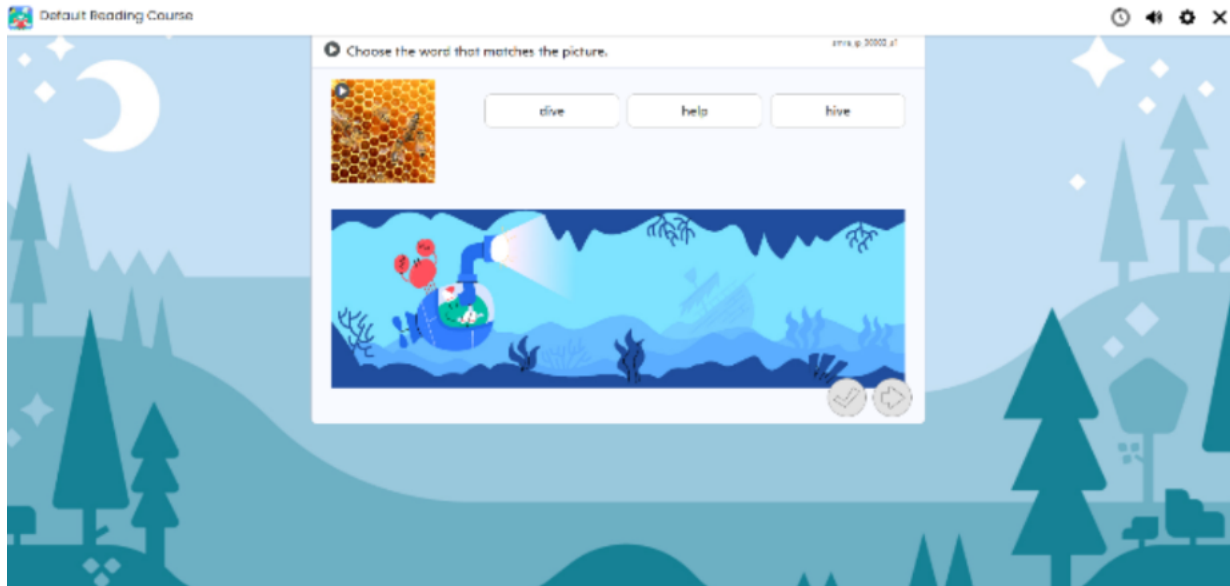 Default Reading Course
Choose the word that matches the picture.
dive
help
hive